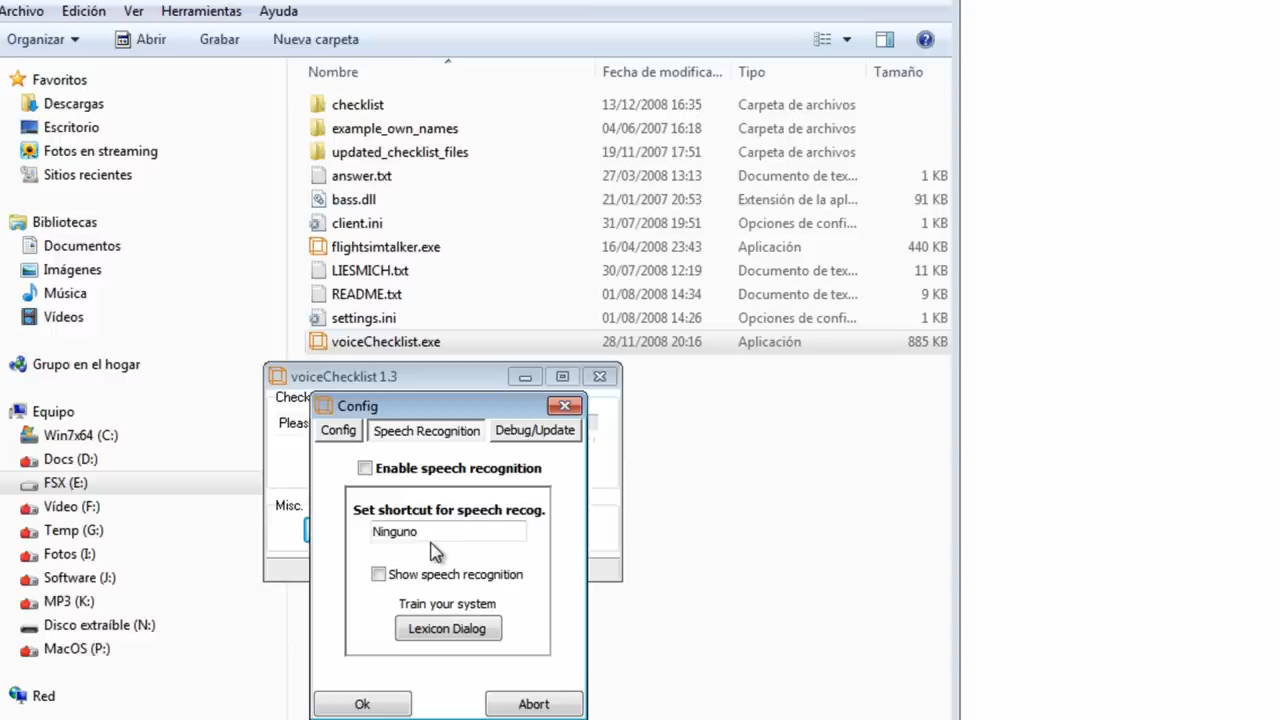 Archivo Edición Ver Herramientas Ayuda
Organizar Abrir Grabar Nueva carpeta
Nombre Fecha de modifica... Tipo Tamaño
Favoritos
Descargas
Escritorio
Fotos en streaming
Sitios recientes
Bibliotecas
Documentos
Imágenes
Música
Vídeos
Grupo en el hogar
Equipo
Win7x64 (C:)
Docs (D:)
FSX (E:)
Vídeo (F:)
Temp (G:)
Fotos (I:)
Software (J:)
MP3 (K:)
Disco extraíble (N:)
MacOS (P:)
Red
checklist 13/12/2008 16:35 Carpeta de archivos
example_own_names 04/06/2007 16:18 Carpeta de archivos
updated_checklist_files 19/11/2007 17:51 Carpeta de archivos
answer.txt 27/03/2008 13:13 Documento de tex... 1 KB
bass.dll 21/01/2007 20:53 Extensión de la apl... 91 KB
client.ini 31/07/2008 19:51 Opciones de confi... 1 KB
flightsimtalker.exe 16/04/2008 23:43 Aplicación 440 KB
LIESMICH.txt 30/07/2008 12:19 Documento de tex... 11 KB
README.txt 01/08/2008 14:34 Documento de tex... 9 KB
settings.ini 01/08/2008 14:26 Opciones de confi... 1 KB
voiceChecklist.exe 28/11/2008 20:16 Aplicación 885 KB
voiceChecklist 1.3
Check
Pleas
Misc.
Config
Config Speech Recognition Debug/Update
Enable speech recognition
Set shortcut for speech recog.
Ninguno
Show speech recognition
Train your system
Lexicon Dialog
Ok Abort